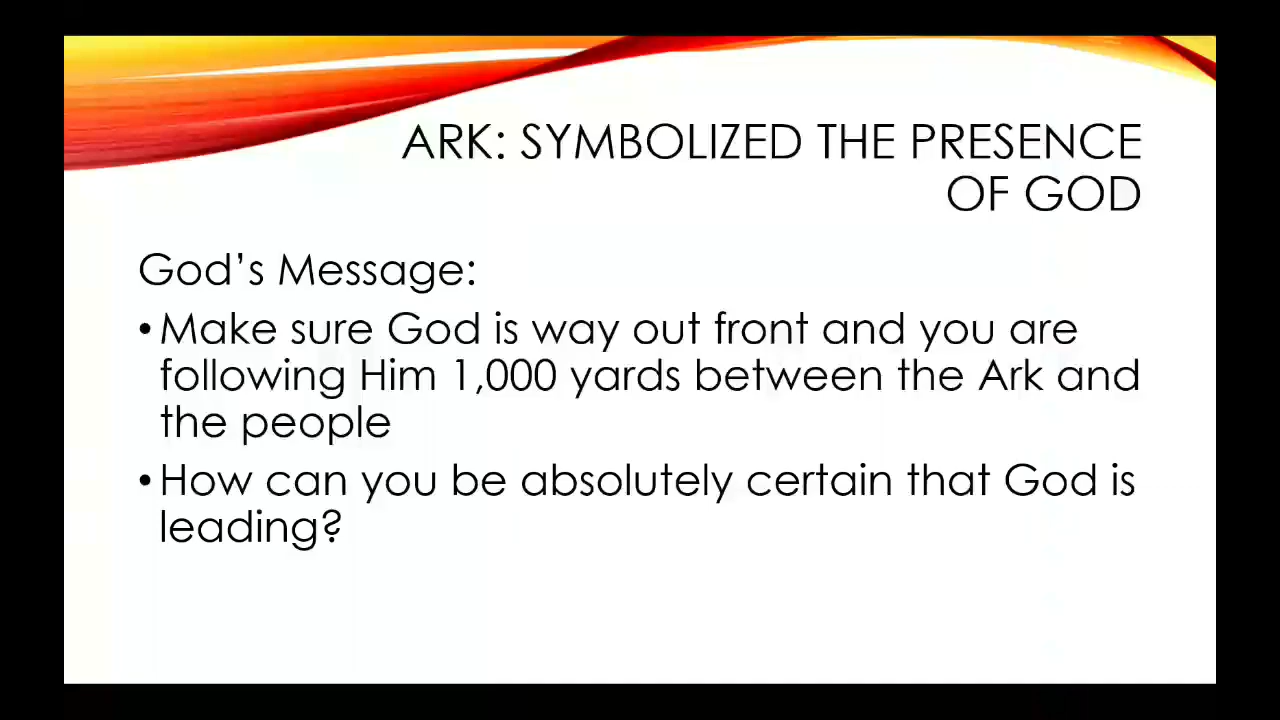 ARK: SYMBOLIZED THE PRESENCE
OF GOD
God's Message:
•Make sure God is way out front and you are
following Him 1,000 yards between the Ark and
the people
•How can you be absolutely certain that God is
leading?